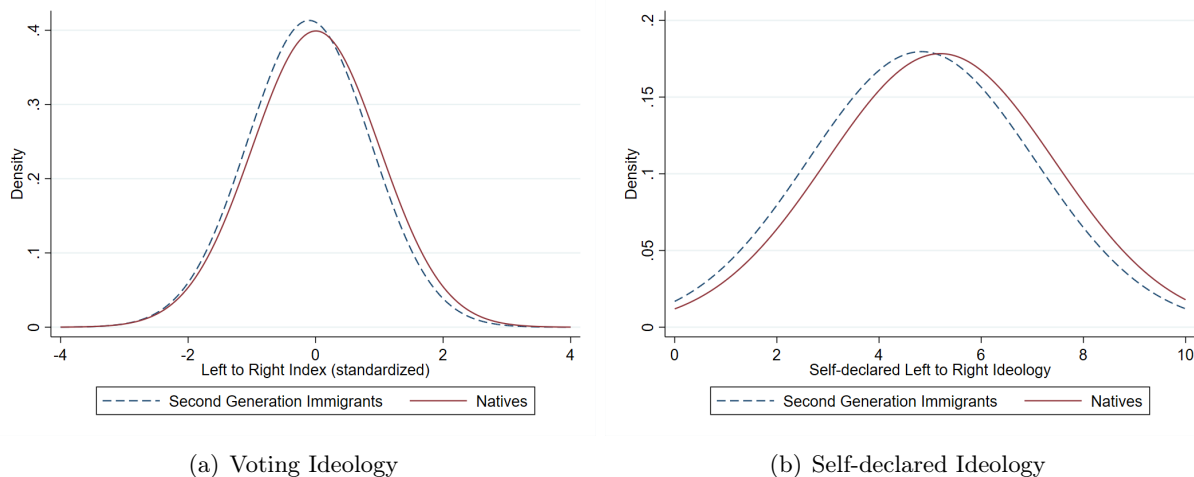 Density
.4
.3
.2
.1
0
-4 -2 0 2 4
Left to Right Index (standardized)
Second Generation Immigrants Natives
(a) Voting Ideology
Density
.2
.15
.1
.05
0
0 2 4 6 8 10
Self-declared Left to Right Ideology
Second Generation Immigrants Natives
(b) Self-declared Ideology